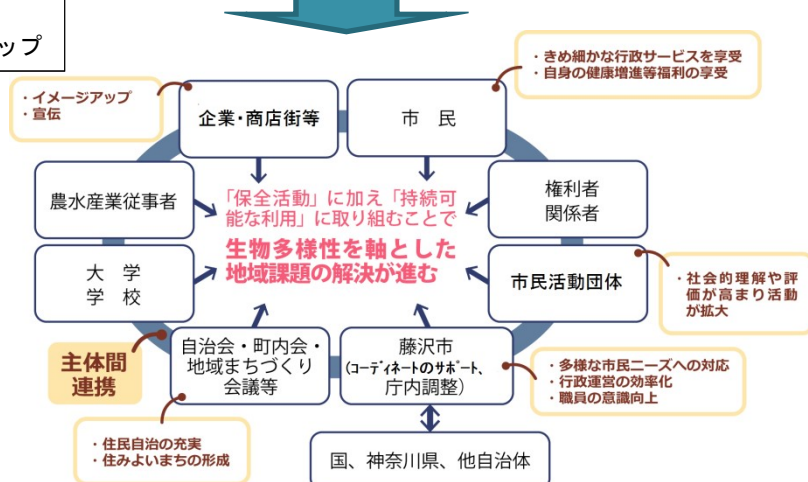 ップ
・きめ細かな行政サービスを享受
・自身の健康増進等福利の享受
・イメージアップ
・宣伝
企業・商店街等
市 民
農水産業従事者
「保全活動」に加え「持続可
能な利用」に取り組むことで
生物多様性を軸とした
地域課題の解決が進む
権利者
関係者
大 学
学 校
市民活動団体
・社会的理解や評
価が高まり活動
が拡大
主体間
連携
自治会・町内会・
地域まちづくり
会議等
藤沢市
(コーディネートのサポート、
庁内調整)
・多様な市民ニーズへの対応
・行政運営の効率化
・職員の意識向上
・住民自治の充実
・住みよいまちの形成
国、神奈川県、他自治体